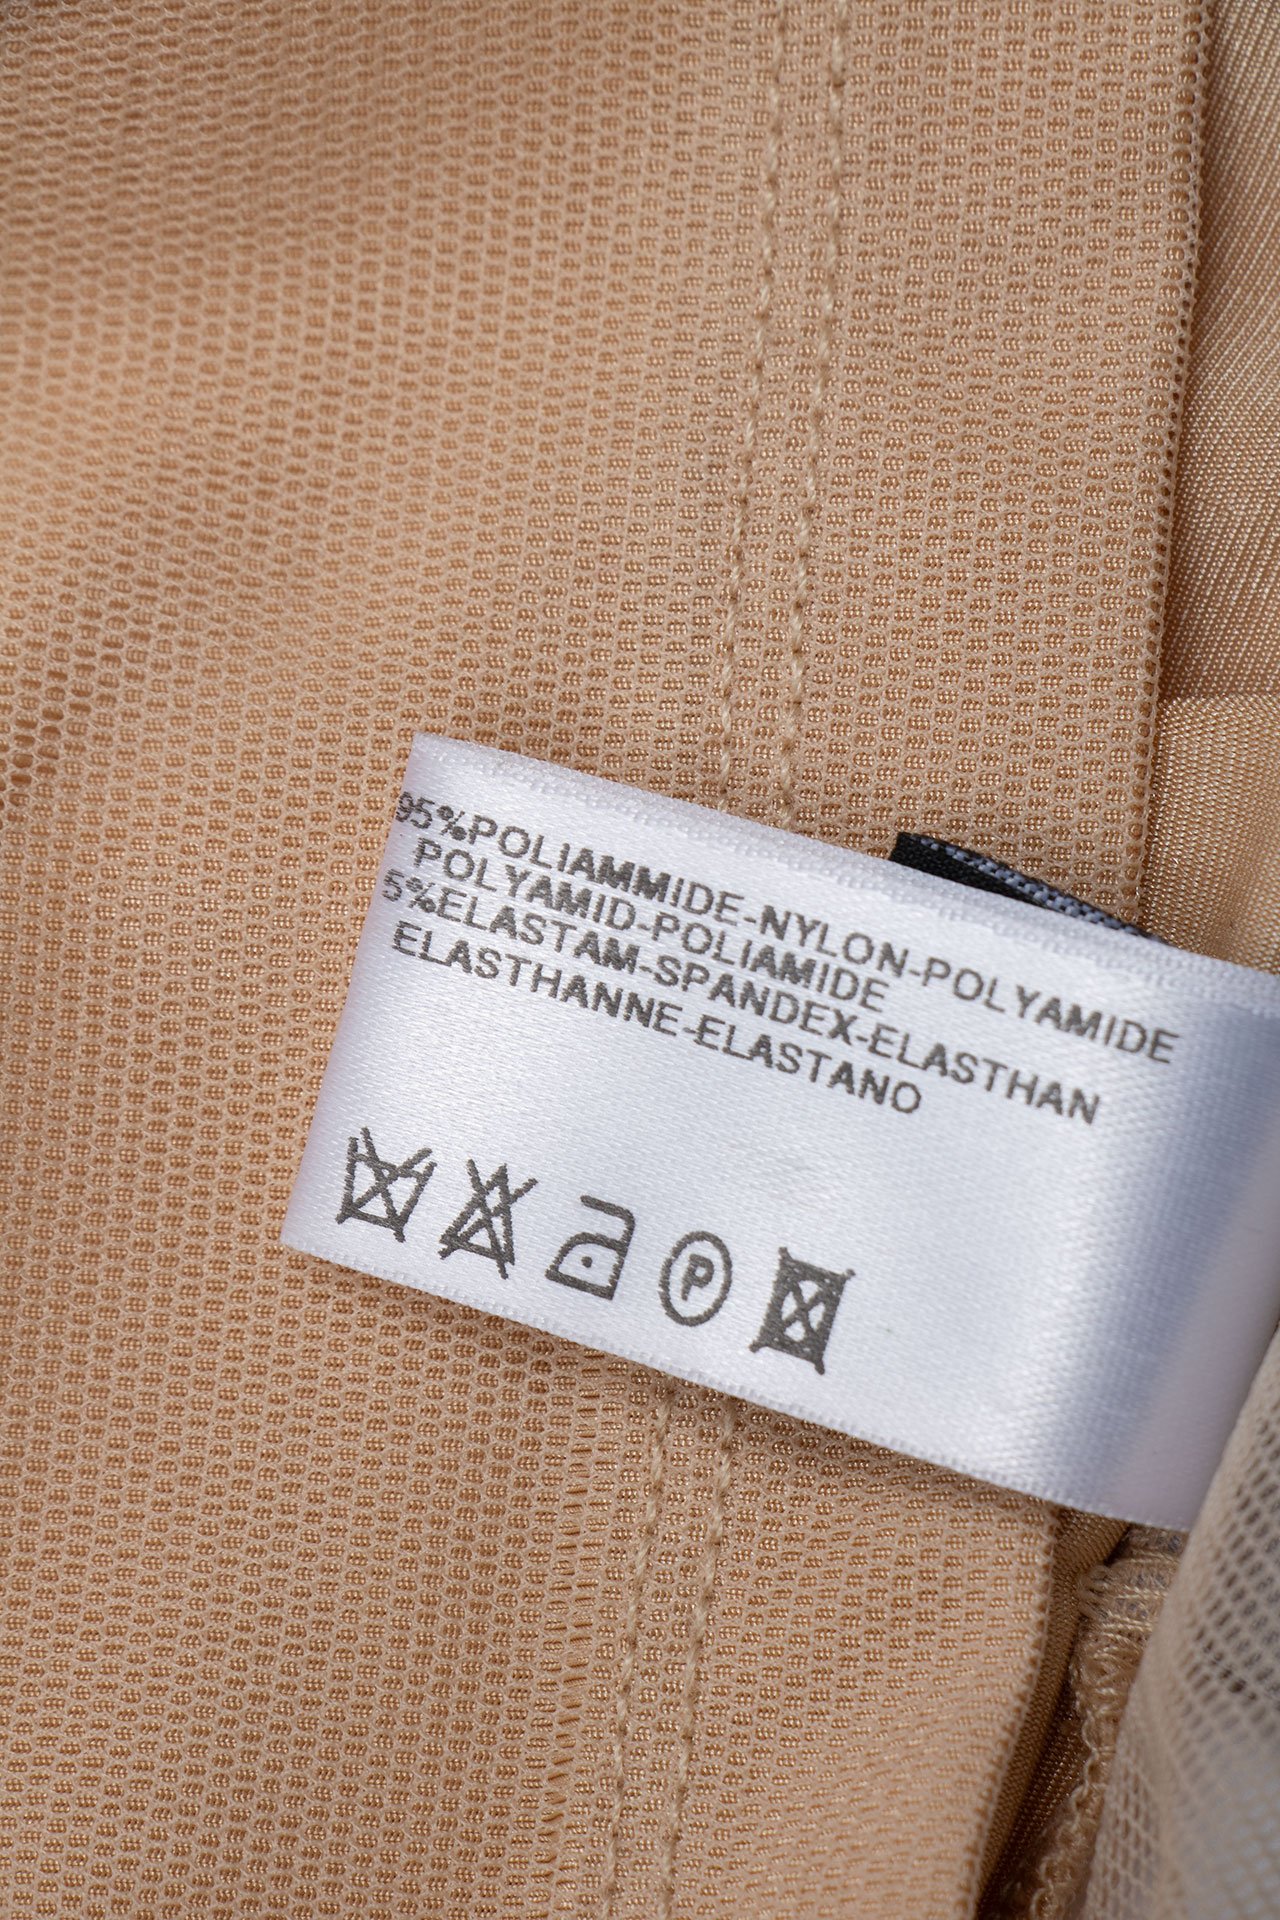 95%POLIAMMIDE-NYLON-POLYAMIDE
POLYAMID-POLIAMIDE
5%ELASTAM-SPANDEX-ELASTHAN
ELASTHANNE-ELASTANO
P